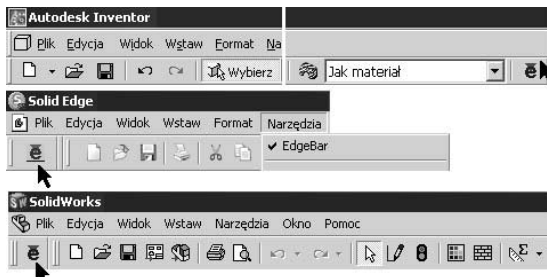 Autodesk Inventor
Plik Edycja Widok Wstaw Format Na
Wybierz Jak materiał ē
Solid Edge
Plik Edycja Widok Wstaw Format Narzędzia
ē ✔ EdgeBar
SolidWorks
Plik Edycja Widok Wstaw Narzędzia Okno Pomoc
ē